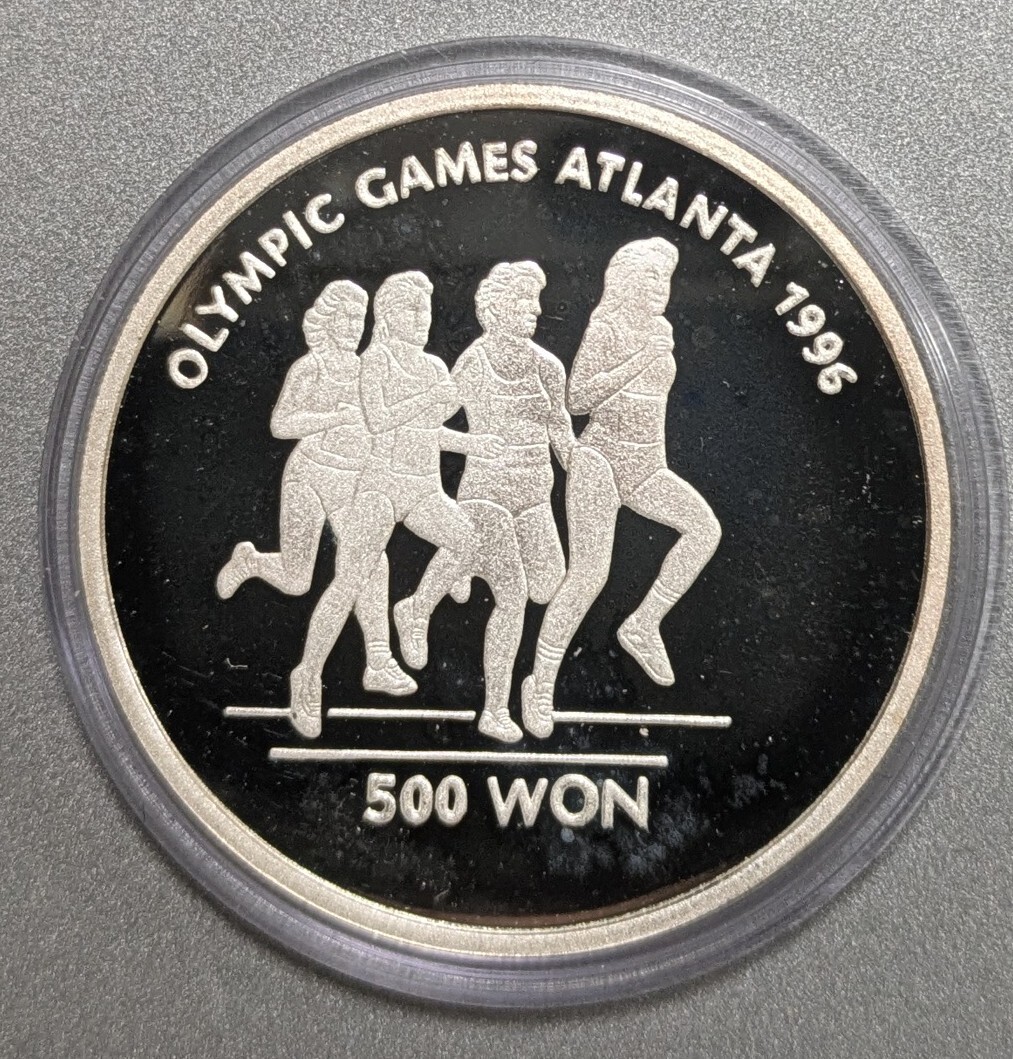 OLYMPIC GAMES ATLANTA 1996
500 WON